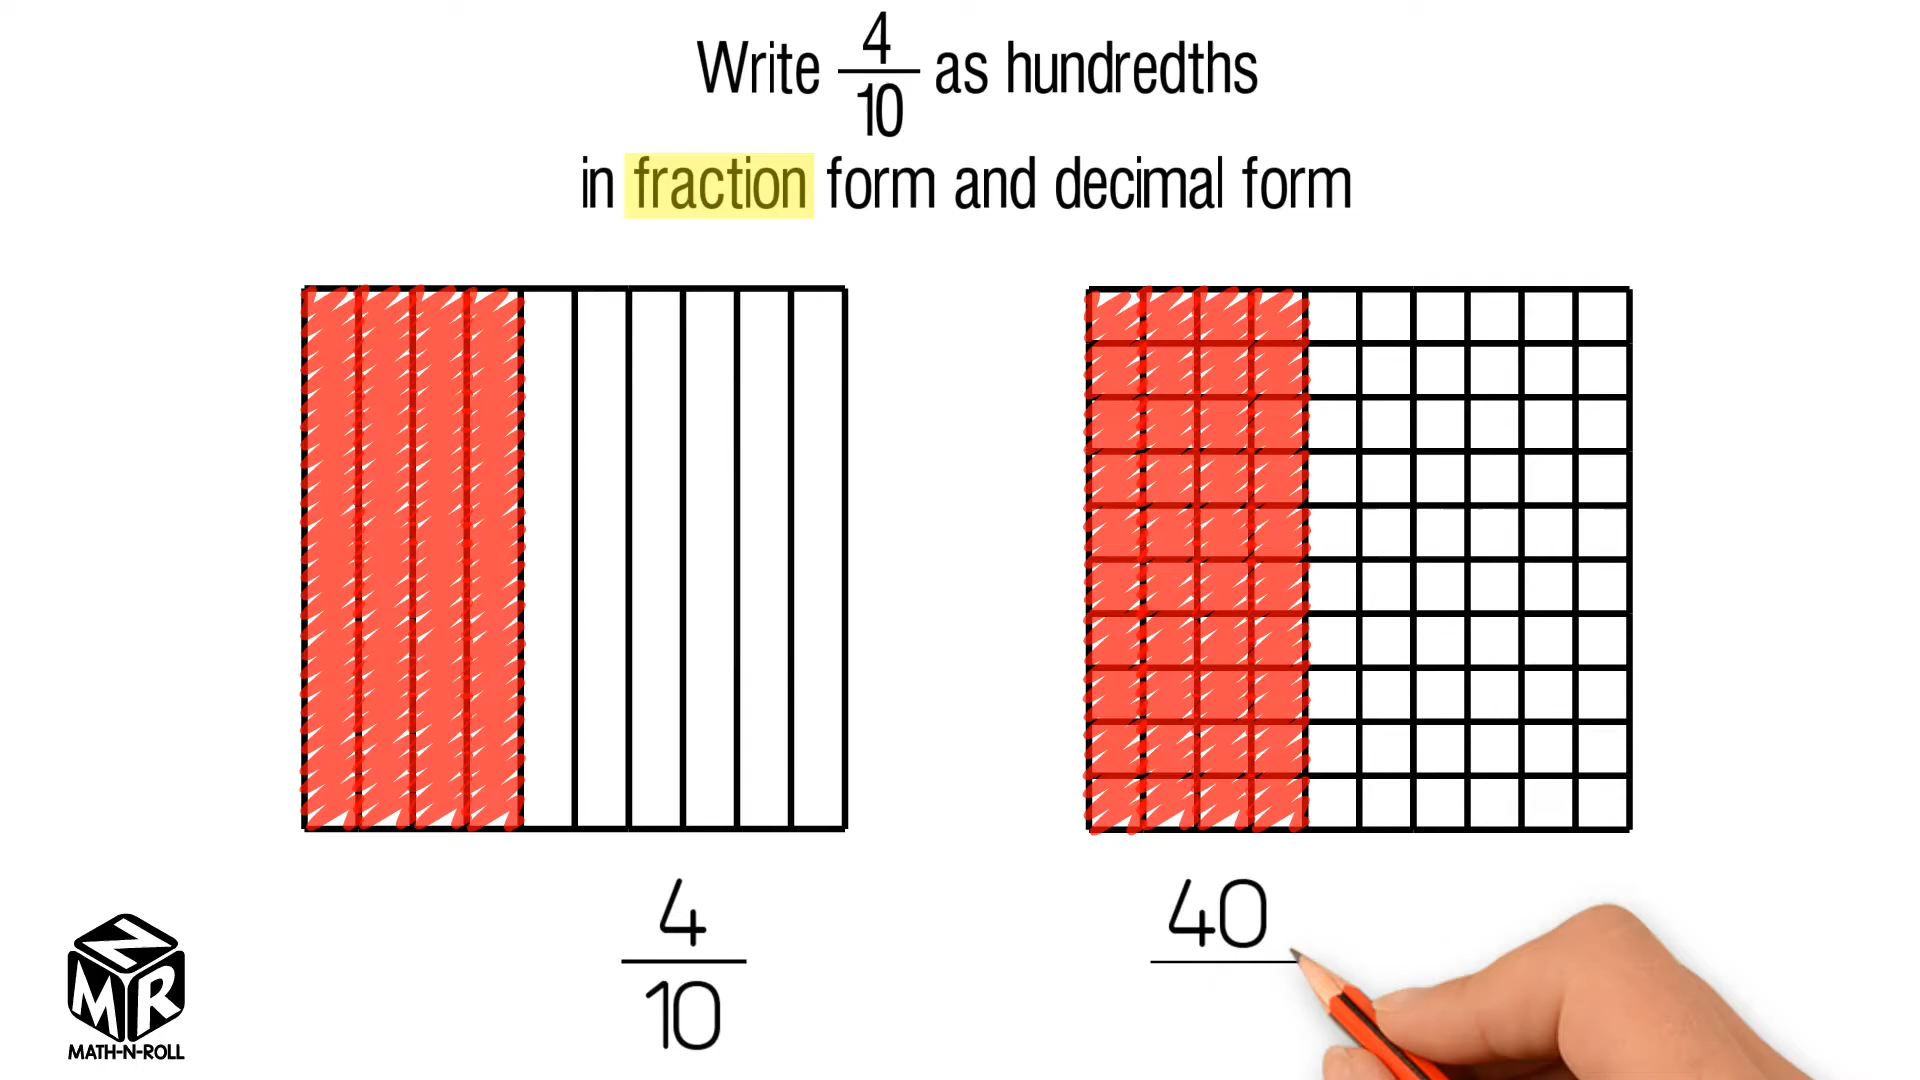 Write 4/10 as hundredths
in fraction form and decimal form
4
10
40
MATH-N-ROLL